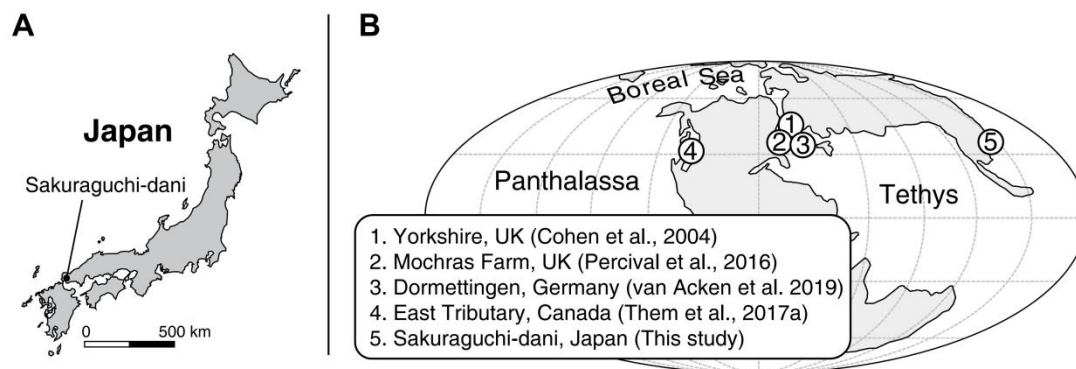 A
Japan
Sakuraguchi-dani
0 500 km
B
Boreal Sea
Panthalassa
Tethys
1
2
3
4
5
1. Yorkshire, UK (Cohen et al., 2004)
2. Mochras Farm, UK (Percival et al., 2016)
3. Dormettingen, Germany (van Acken et al. 2019)
4. East Tributary, Canada (Them et al., 2017a)
5. Sakuraguchi-dani, Japan (This study)